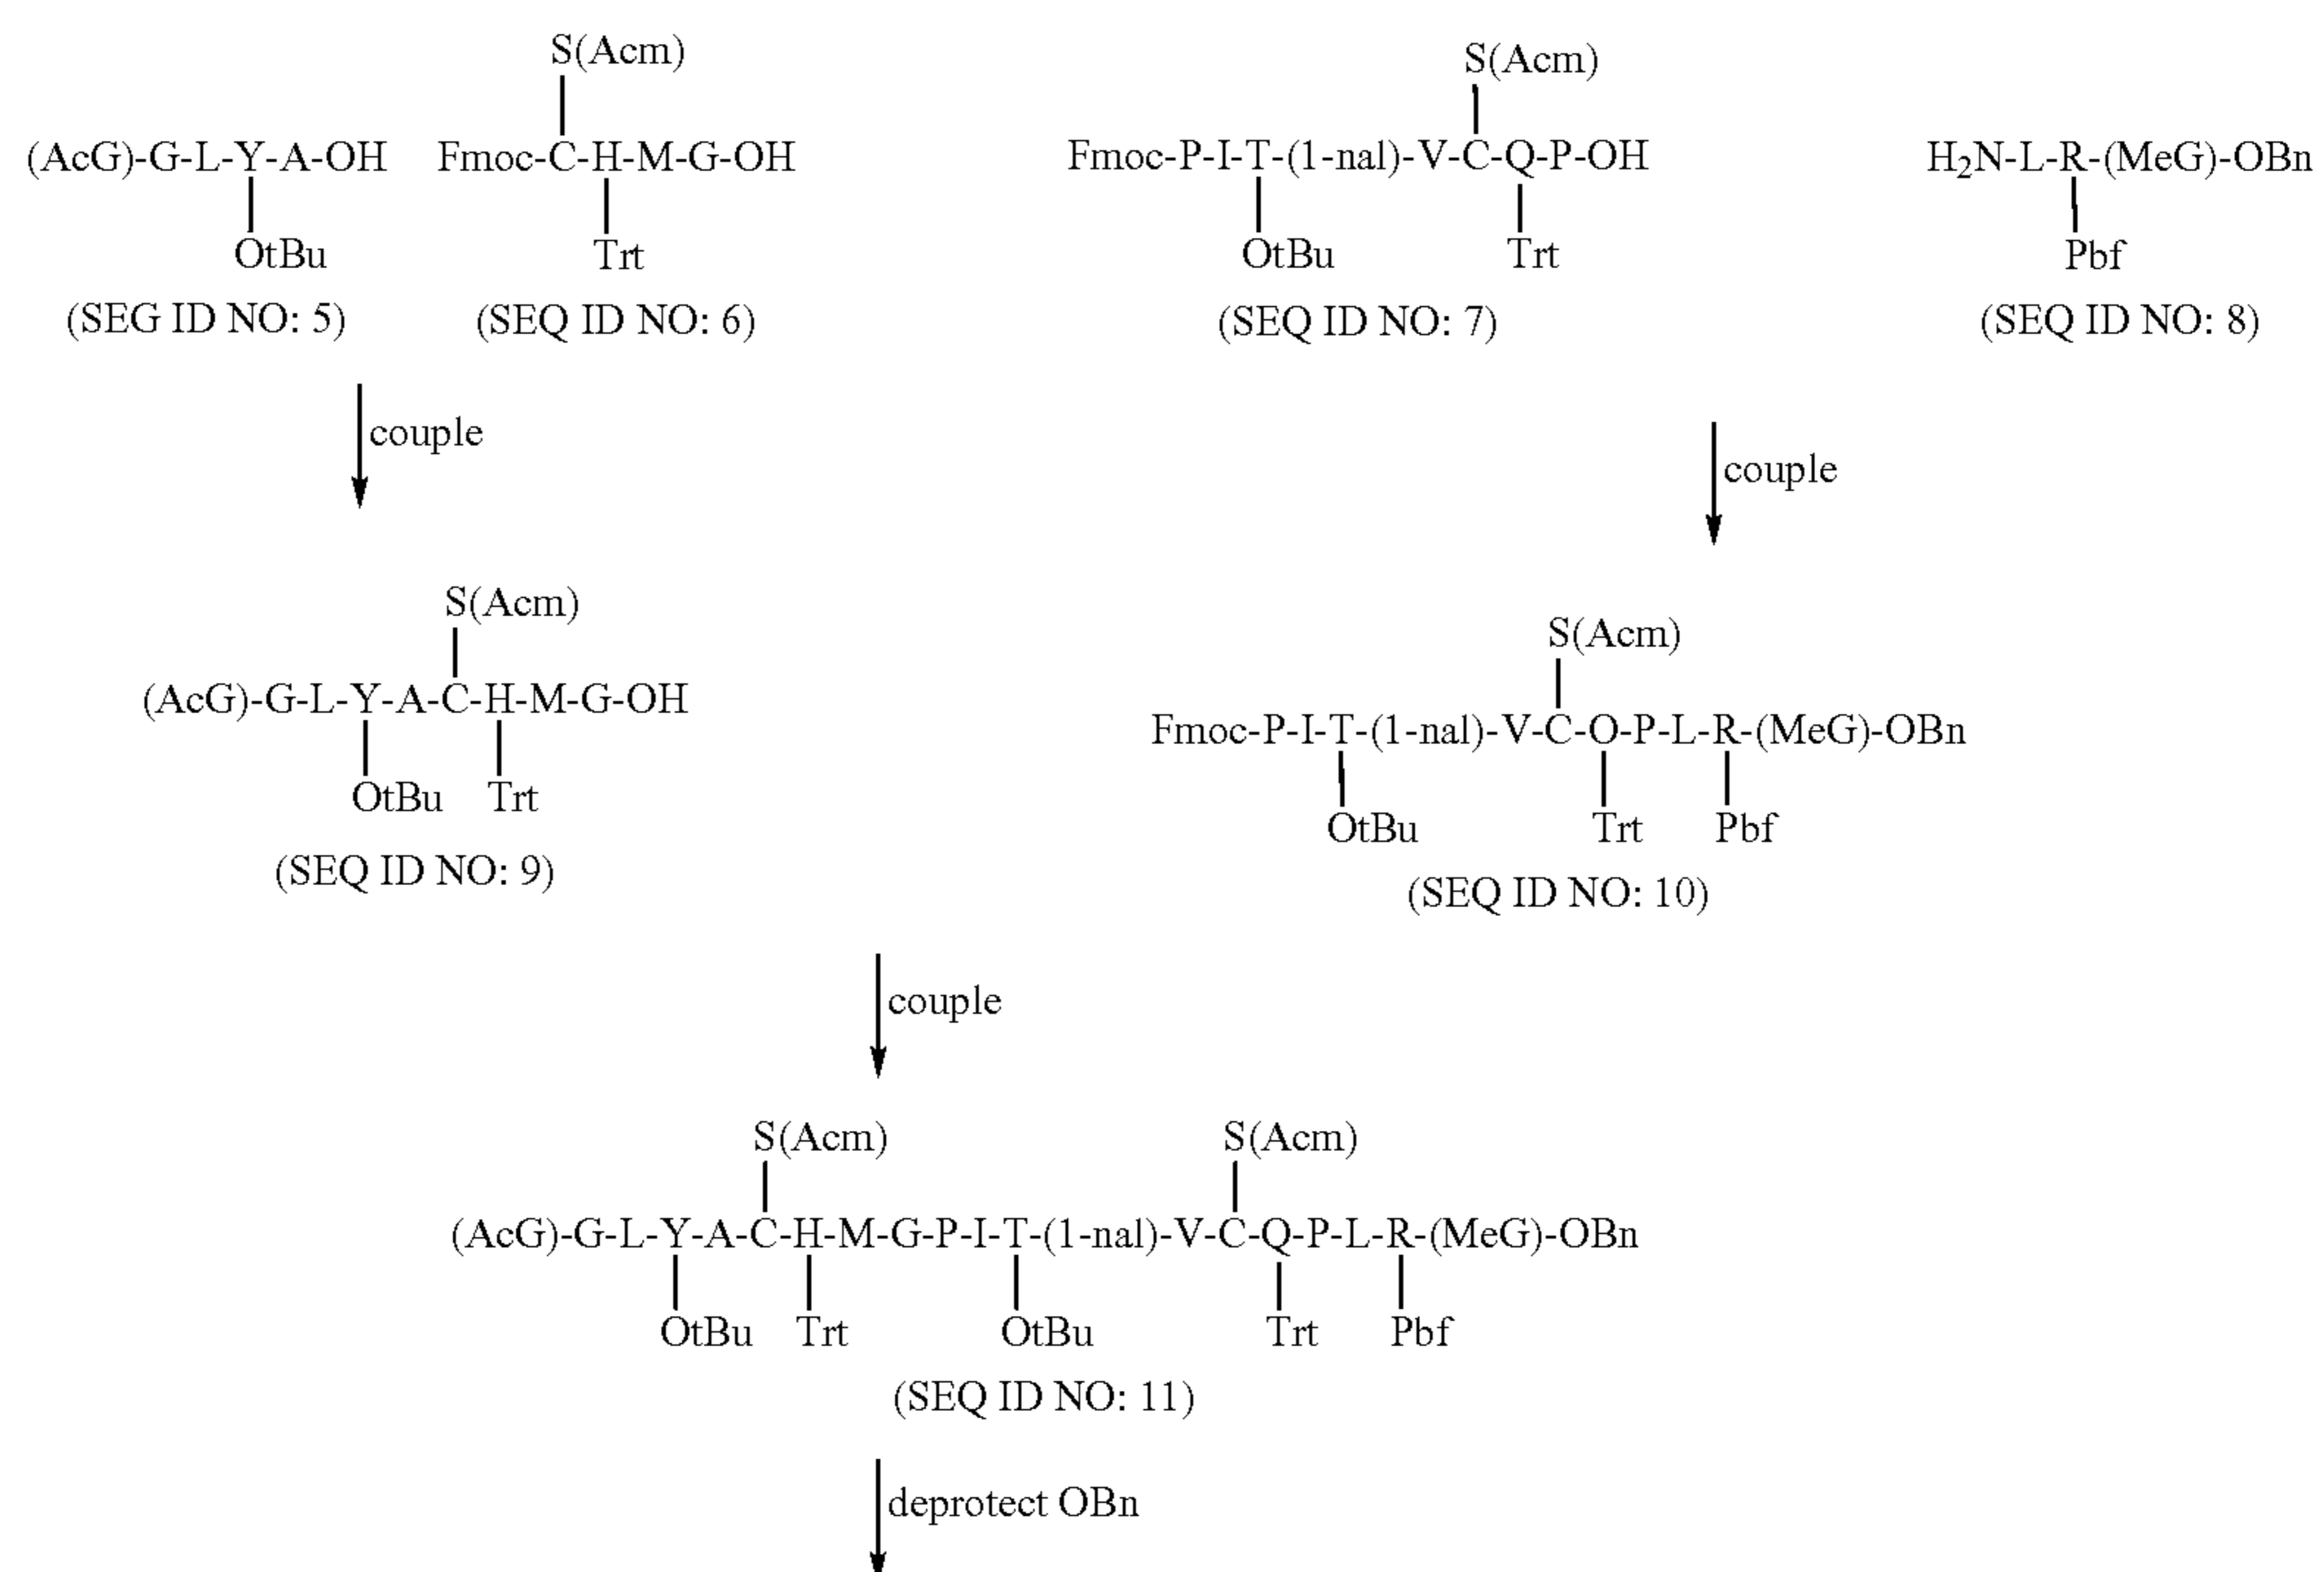 S(Acm) S(Acm)
(AcG)-G-L-Y-A-OH Fmoc-C-H-M-G-OH Fmoc-P-I-T-(1-nal)-V-C-Q-P-OH H₂N-L-R-(MeG)-OBn
OtBu Trt OtBu Trt Pbf
(SEG ID NO: 5) (SEQ ID NO: 6) (SEQ ID NO: 7) (SEQ ID NO: 8)
couple couple
S(Acm) S(Acm)
(AcG)-G-L-Y-A-C-H-M-G-OH Fmoc-P-I-T-(1-nal)-V-C-O-P-L-R-(MeG)-OBn
OtBu Trt OtBu Trt Pbf
(SEQ ID NO: 9) (SEQ ID NO: 10)
couple
S(Acm) S(Acm)
(AcG)-G-L-Y-A-C-H-M-G-P-I-T-(1-nal)-V-C-Q-P-L-R-(MeG)-OBn
OtBu Trt OtBu Trt Pbf
(SEQ ID NO: 11)
deprotect OBn